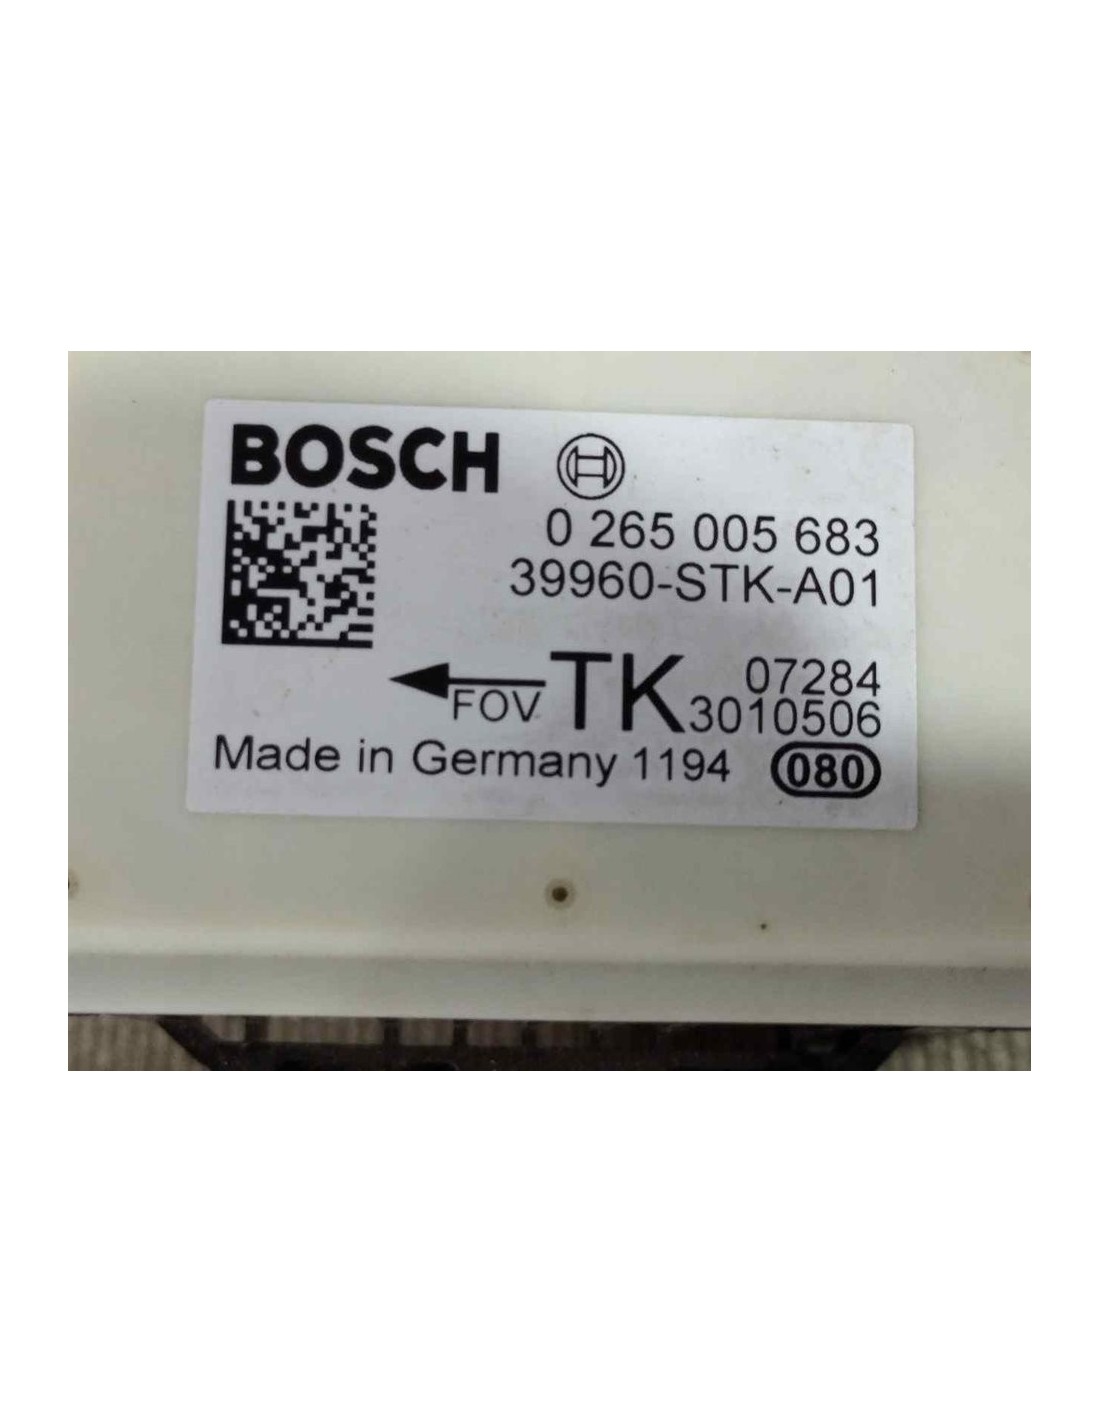 BOSCH
0 265 005 683
39960-STK-A01
FOV TK 07284
3010506
Made in Germany 1194 080